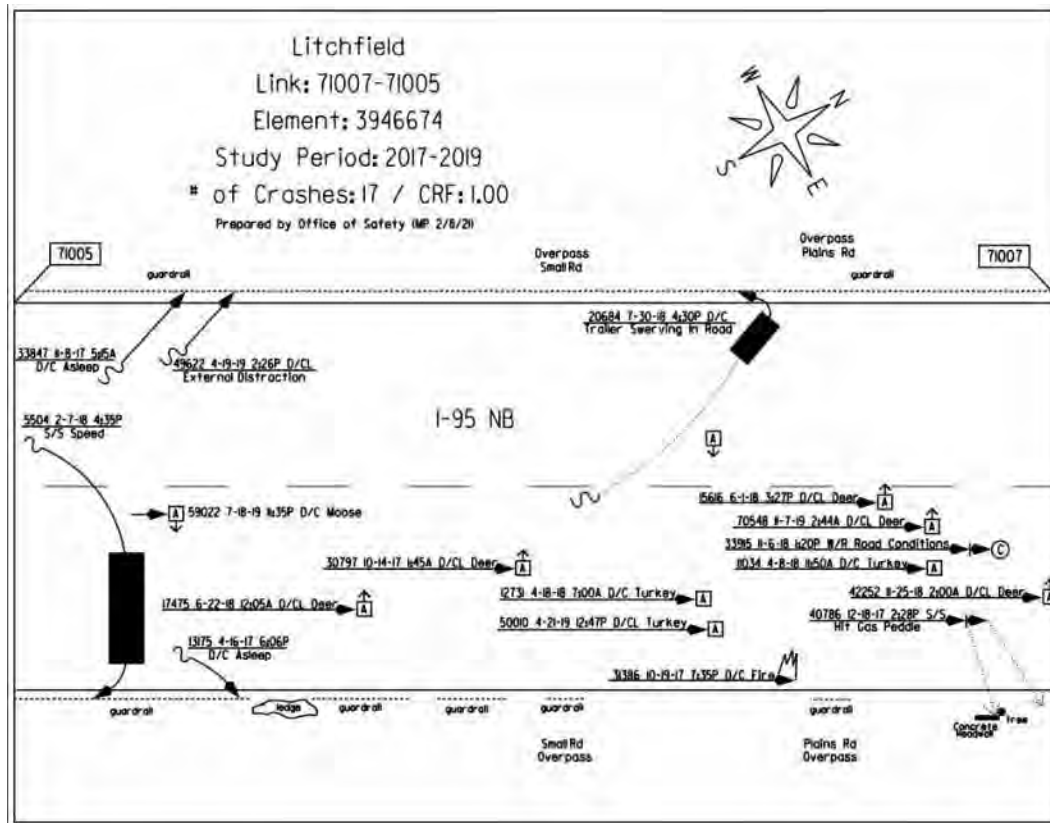 Litchfield
Link: 71007-71005
Element: 3946674
Study Period: 2017-2019
# of Crashes: 17 / CRF: 1.00
Prepared by Office of Safety (MP 2/8/21)
W
N
S
E
71005
guardrail
Overpass
Small Rd
Overpass
Plains Rd
guardrail
71007
33847 11-8-17 5:15A
D/C Asleep
49622 4-19-19 2:26P D/CL
External Distraction
20684 7-30-18 4:30P D/C
Trailer Swerving In Road
5504 2-7-18 4:35P
S/S Speed
I-95 NB
A
A 59022 7-18-19 11:35P D/C Moose
15616 6-1-18 3:27P D/CL Deer A
70548 11-7-19 2:44A D/CL Deer A
33915 11-6-18 1:20P W/R Road Conditions C
30797 10-14-17 1:45A D/CL Deer A
11034 4-8-18 11:50A D/C Turkey A
12731 4-18-18 7:00A D/C Turkey A
42252 11-25-18 2:00A D/CL Deer A
17475 6-22-18 12:05A D/CL Deer A
40786 12-18-17 2:28P S/S
Hit Gas Peddle
50010 4-21-19 12:47P D/CL Turkey A
13175 4-16-17 6:06P
D/C Asleep
31386 10-19-17 7:35P D/C Fire
guardrail
ledge
guardrail
guardrail
guardrail
guardrail
Tree
Concrete
Headwall
Small Rd
Overpass
Plains Rd
Overpass